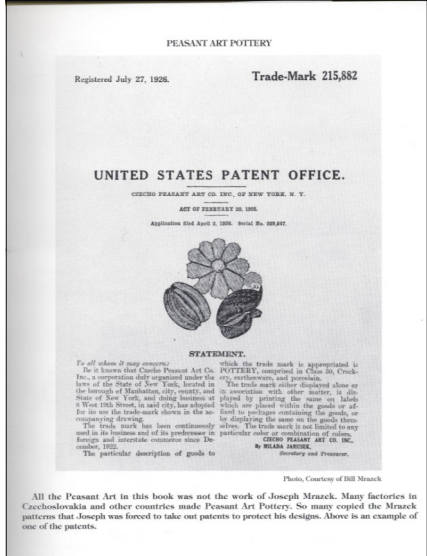 PEASANT ART POTTERY
Registered July 27, 1926.
Trade-Mark 215,882
UNITED STATES PATENT OFFICE.
CZECHO PEASANT ART CO. INC., OF NEW YORK, N. Y.
ACT OF FEBRUARY 20, 1905.
Application filed April 2, 1926. Serial No.
STATEMENT.
To all whom it may concern:
Be it known that Czecho Peasant Art Co.
Inc., a corporation duly organized under the
laws of the State of New York, located in
the borough of Manhattan, city, county, and
State of New York, and doing business at
8 West 19th Street, in said city, has adopted
for its use the trade-mark shown in the ac-
companying drawing.
The trade mark has been continuously
used in its business and of its predecessor in
foreign and interstate commerce since De-
cember, 1922.
The particular description of goods to
which the trade mark is appropriated is
POTTERY, comprised in Class 30, Crock-
ery, earthenware, and porcelain.
The trade mark either displayed alone or
in association with other matter, is dis-
played by printing the same on labels
which are placed within the goods or af-
fixed to packages containing the goods, or
by displaying the same on the goods them-
selves. The trade mark is not limited to any
particular color or combination of colors.
CZECHO PEASANT ART CO. INC.,
By MILADA JARUSEK,
Secretary and Treasurer.
Photo, Courtesy of Bill Mrazek
All the Peasant Art in this book was not the work of Joseph Mrazek. Many factories in
Czechoslovakia and other countries made Peasant Art Pottery. So many copied the Mrazek
patterns that Joseph was forced to take out patents to protect his designs. Above is an example of
one of the patents.